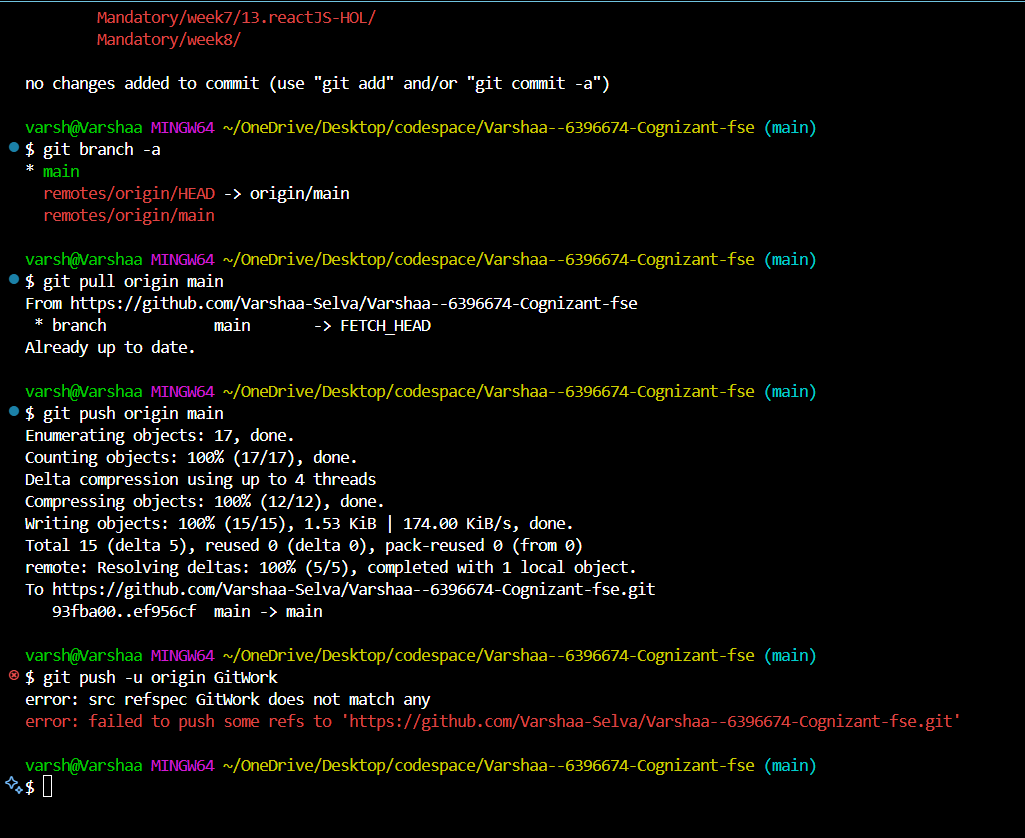 Mandatory/week7/13.reactJS-HOL/
Mandatory/week8/
no changes added to commit (use "git add" and/or "git commit -a")
varsh@Varshaa MINGW64 ~/OneDrive/Desktop/codespace/Varshaa--6396674-Cognizant-fse (main)
$ git branch -a
* main
remotes/origin/HEAD -> origin/main
remotes/origin/main
varsh@Varshaa MINGW64 ~/OneDrive/Desktop/codespace/Varshaa--6396674-Cognizant-fse (main)
$ git pull origin main
From https://github.com/Varshaa-Selva/Varshaa--6396674-Cognizant-fse
* branch            main       -> FETCH_HEAD
Already up to date.
varsh@Varshaa MINGW64 ~/OneDrive/Desktop/codespace/Varshaa--6396674-Cognizant-fse (main)
$ git push origin main
Enumerating objects: 17, done.
Counting objects: 100% (17/17), done.
Delta compression using up to 4 threads
Compressing objects: 100% (12/12), done.
Writing objects: 100% (15/15), 1.53 KiB | 174.00 KiB/s, done.
Total 15 (delta 5), reused 0 (delta 0), pack-reused 0 (from 0)
remote: Resolving deltas: 100% (5/5), completed with 1 local object.
To https://github.com/Varshaa-Selva/Varshaa--6396674-Cognizant-fse.git
93fba00..ef956cf  main -> main
varsh@Varshaa MINGW64 ~/OneDrive/Desktop/codespace/Varshaa--6396674-Cognizant-fse (main)
$ git push -u origin GitWork
error: src refspec GitWork does not match any
error: failed to push some refs to 'https://github.com/Varshaa-Selva/Varshaa--6396674-Cognizant-fse.git'
varsh@Varshaa MINGW64 ~/OneDrive/Desktop/codespace/Varshaa--6396674-Cognizant-fse (main)
$